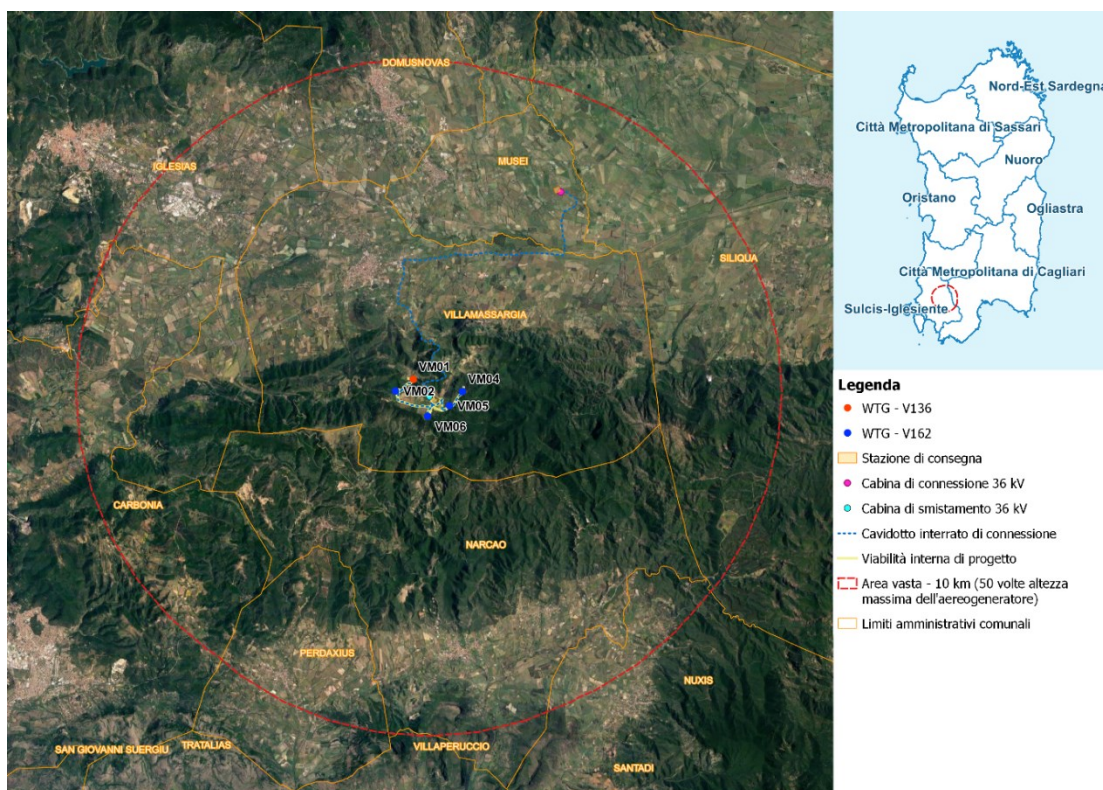 DOMUSNOVAS
IGLESIAS
MUSEI
SILIQUA
VILLAMASSARGIA
VM01
VM02
VM04
VM05
VM06
CARBONIA
NARCAO
PERDAXIUS
NUXIS
SAN GIOVANNI SUERGIU
TRATALIAS
VILLAPERUCCIO
SANTADI
Nord-Est Sardegna
Città Metropolitana di Sassari
Nuoro
Oristano
Ogliastra
Città Metropolitana di Cagliari
Sulcis-Iglesiente
Legenda
WTG - V136
WTG - V162
Stazione di consegna
Cabina di connessione 36 kV
Cabina di smistamento 36 kV
Cavidotto interrato di connessione
Viabilità interna di progetto
Area vasta - 10 km (50 volte altezza
massima dell'aereogeneratore)
Limiti amministrativi comunali